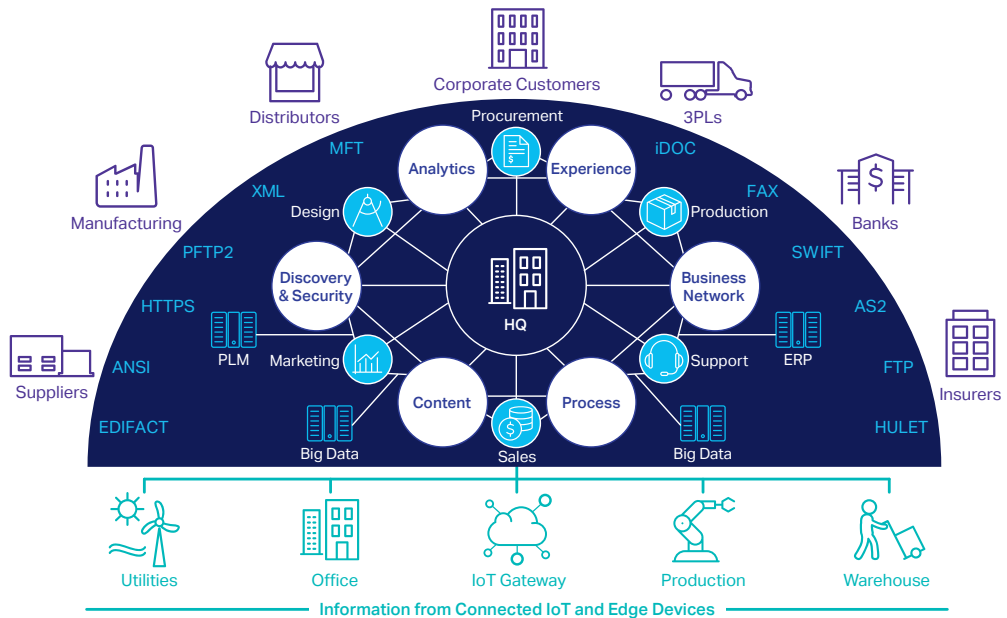 Corporate Customers
Distributors
3PLs
Procurement
MFT
iDOC
Analytics
Experience
XML
FAX
Design
Production
Manufacturing
Banks
PFTP2
SWIFT
Discovery
& Security
Business
Network
HTTPS
AS2
HQ
PLM
Marketing
Support
ERP
ANSI
FTP
Suppliers
Insurers
Content
Process
EDIFACT
HULET
Big Data
Sales
Big Data
Utilities
Office
IoT Gateway
Production
Warehouse
Information from Connected IoT and Edge Devices